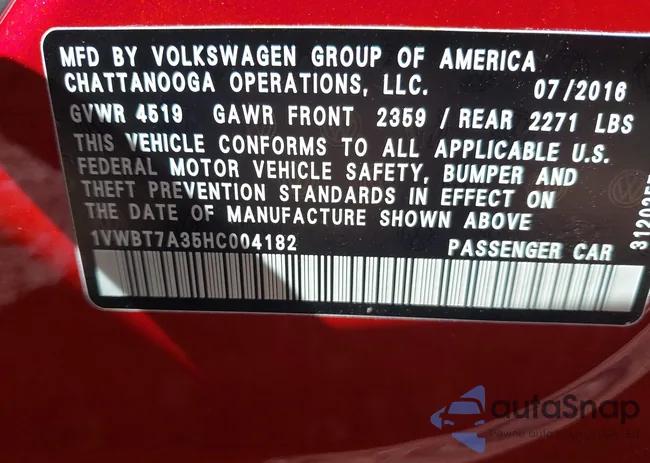 MFD BY VOLKSWAGEN GROUP OF AMERICA
CHATTANOOGA OPERATIONS, LLC. 07/2016
GVWR 4519 GAWR FRONT 2359 / REAR 2271 LBS
THIS VEHICLE CONFORMS TO ALL APPLICABLE U.S.
FEDERAL MOTOR VEHICLE SAFETY, BUMPER AND
THEFT PREVENTION STANDARDS IN EFFECT ON
THE DATE OF MANUFACTURE SHOWN ABOVE
1VWBT7A35HC004182 PASSENGER CAR
autaSnap